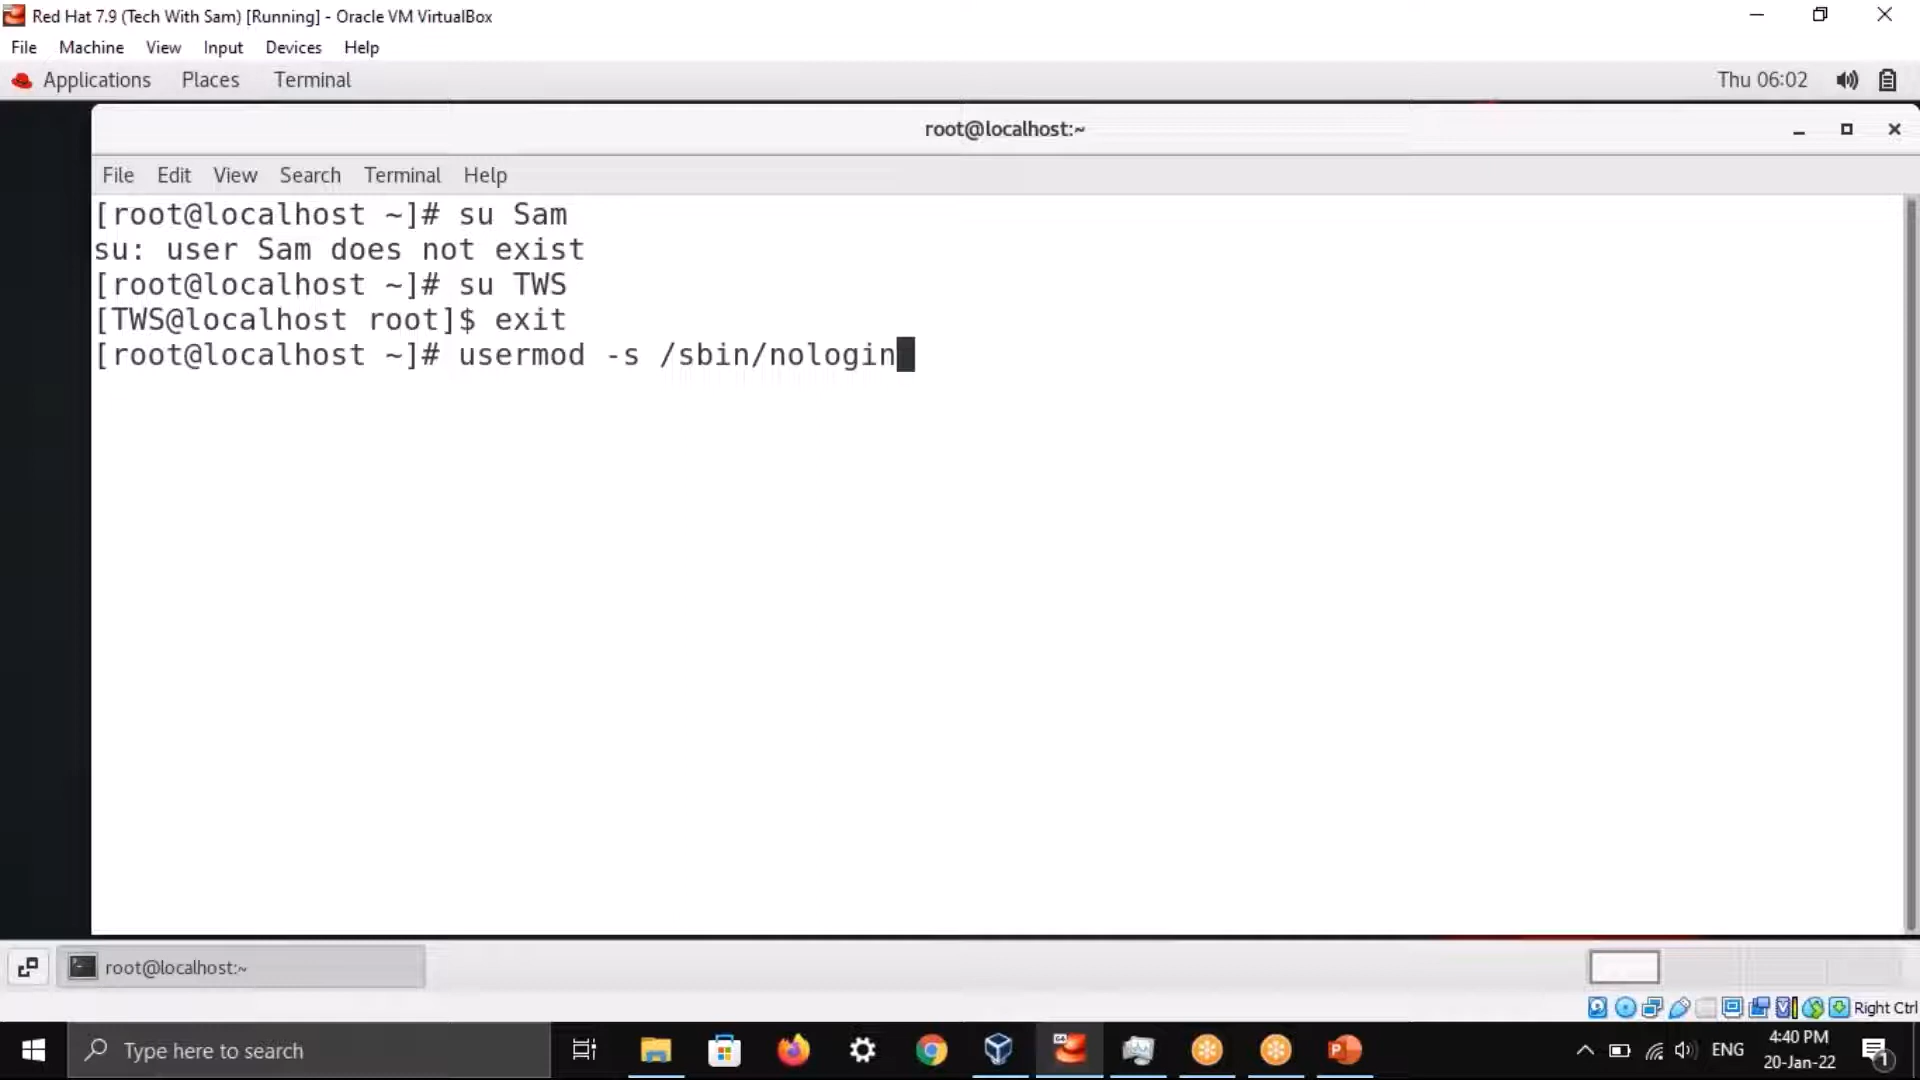 Red Hat 7.9 (Tech With Sam) [Running] - Oracle VM VirtualBox
File Machine View Input Devices Help
Applications Places Terminal Thu 06:02
root@localhost:~
File Edit View Search Terminal Help
[root@localhost ~]# su Sam
su: user Sam does not exist
[root@localhost ~]# su TWS
[TWS@localhost root]$ exit
[root@localhost ~]# usermod -s /sbin/nologin
root@localhost:~
Right Ctrl
Type here to search
ENG
4:40 PM
20-Jan-22
1